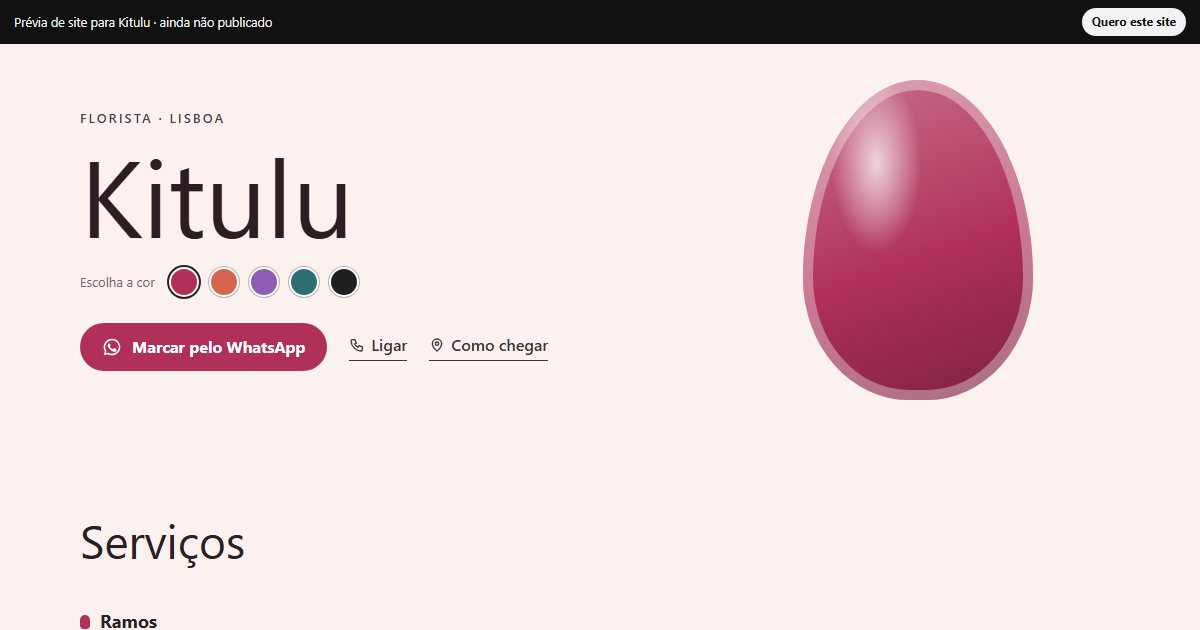 Prévia de site para Kitulu · ainda não publicado
Quero este site
FLORISTA · LISBOA
Kitulu
Escolha a cor
Marcar pelo WhatsApp
Ligar
Como chegar
Serviços
Ramos